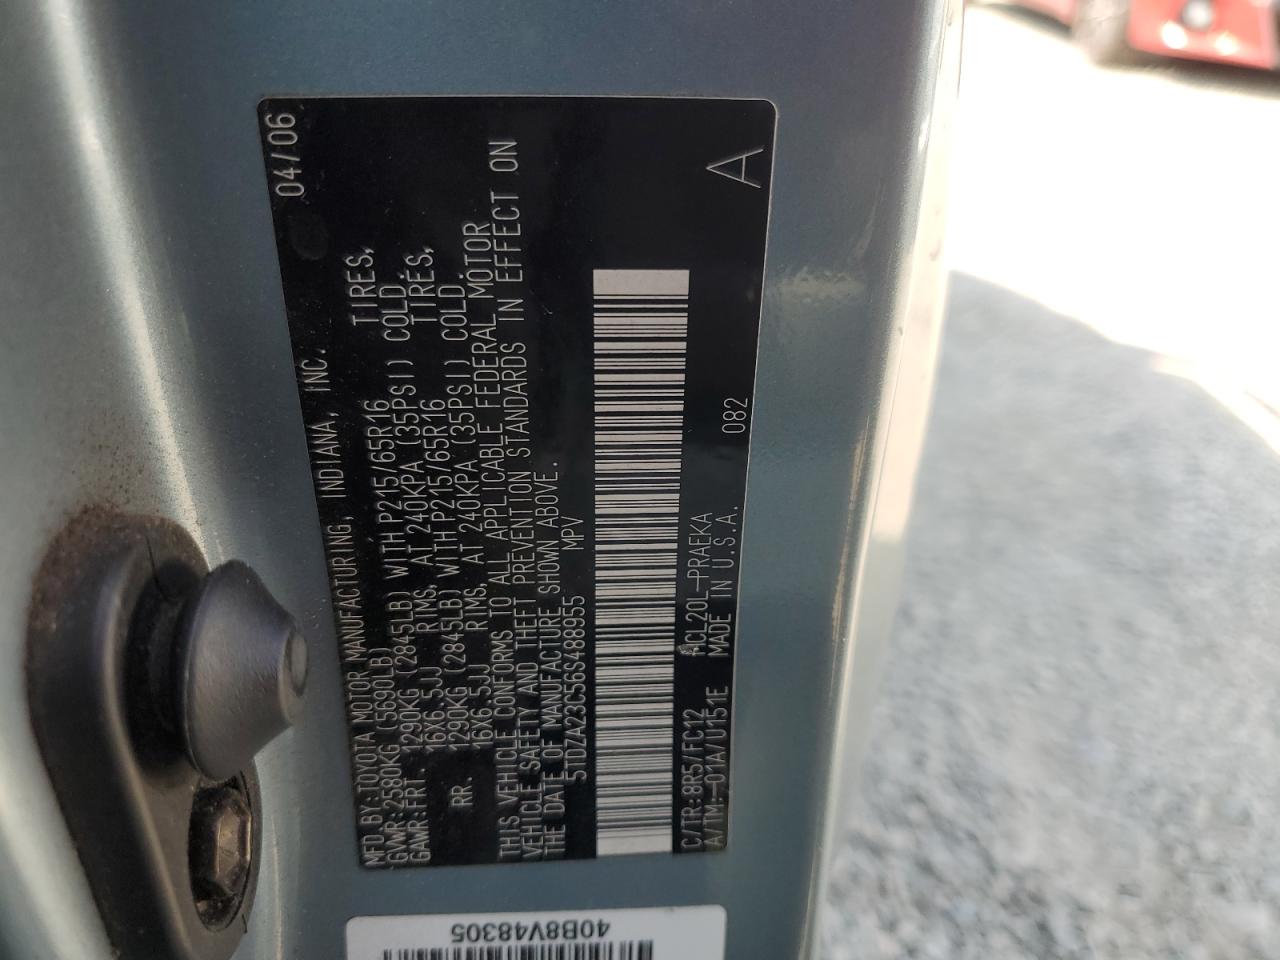 MFD BY:TOYOTA MOTOR MANUFACTURING, INDIANA, INC. 04/06
GVWR:2580KG(5690LB)
GAWR:FRT. 1290KG(2845LB) WITH P215/65R16 TIRES,
16X6.5JJ RIMS, AT 240KPA(35PSI) COLD.
RR. 1290KG(2845LB) WITH P215/65R16 TIRES,
16X6.5JJ RIMS, AT 240KPA(35PSI) COLD.
THIS VEHICLE CONFORMS TO ALL APPLICABLE FEDERAL MOTOR
VEHICLE SAFETY AND THEFT PREVENTION STANDARDS IN EFFECT ON
THE DATE OF MANUFACTURE SHOWN ABOVE.
5TDZA23C56S488955 MPV
C/TR:8R5/FC12 MCL20L-PRAEKA A
A/TM:-01A/U151E MADE IN U.S.A. 082
40B8V48305